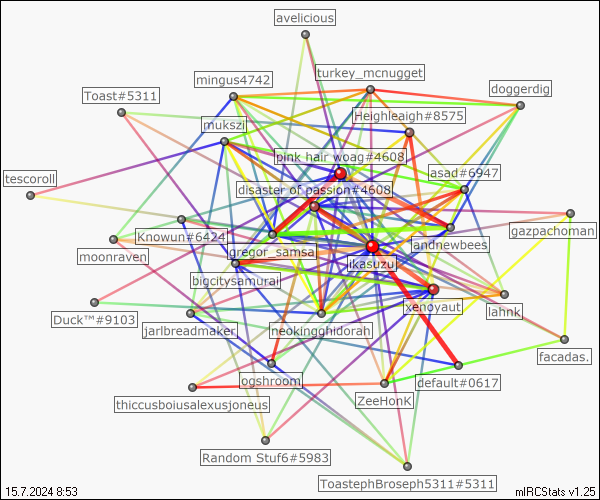 avelicious
turkey_mcnugget
mingus4742
doggerdig
Toast#5311
Heighleaigh#8575
mukszi
pink hair woag#4608
asad#6947
tescoroll
disaster of passion#4608
gazpachoman
Knowun#6424
andnewbees
gregor_samsa
moonraven
ikasuzu
bigcitysamurai
xenoyaut
lahnk
Duck™#9103
jarlbreadmaker
neokingghidorah
facadas.
ogshroom
default#0617
thiccusboiusalexusjoneus
ZeeHonK
Random Stuf6#5983
ToastephBroseph5311#5311
15.7.2024 8:53
mIRCStats v1.25